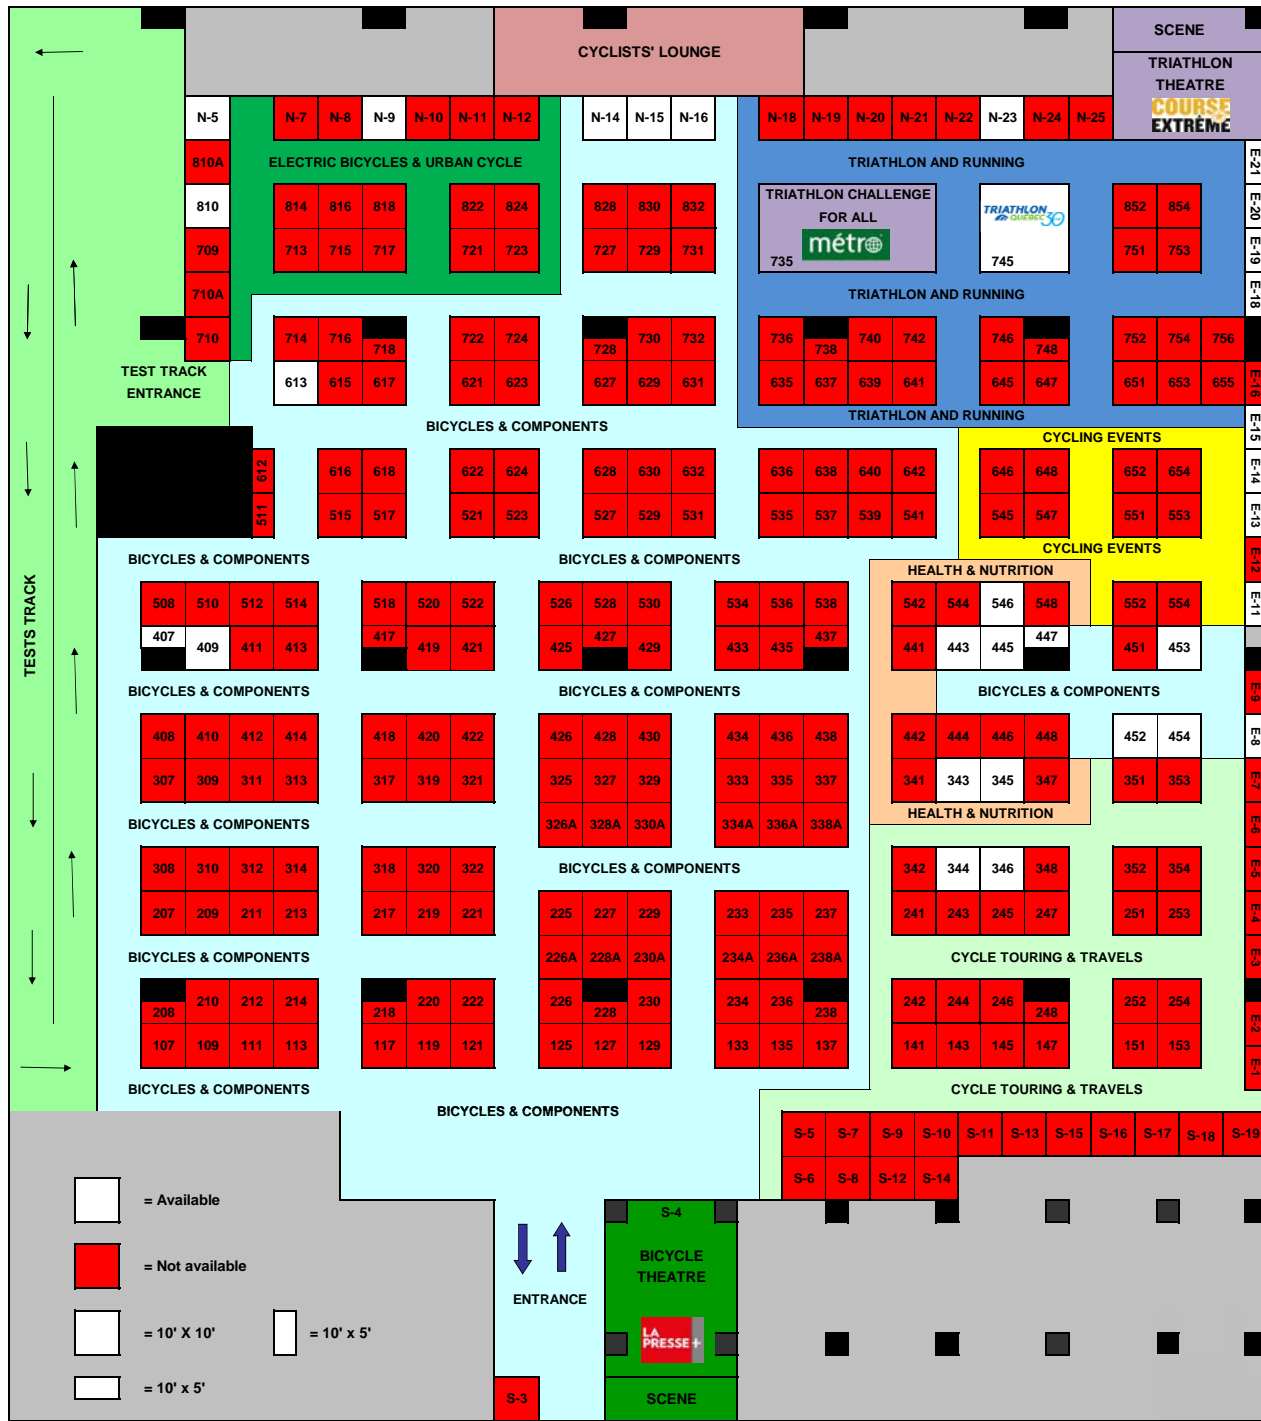 CYCLISTS' LOUNGE
SCENE
TRIATHLON
THEATRE
COURSE
EXTRÊME
N-5 N-7 N-8 N-9 N-10 N-11 N-12 N-14 N-15 N-16 N-18 N-19 N-20 N-21 N-22 N-23 N-24 N-25
810A ELECTRIC BICYCLES & URBAN CYCLE TRIATHLON AND RUNNING E-21
810 814 816 818 822 824 828 830 832 TRIATHLON CHALLENGE
FOR ALL
métro
735
TRIATHLON
QUÉBEC 30
745
852 854 E-20
709 713 715 717 721 723 727 729 731 751 753 E-19
710A TRIATHLON AND RUNNING E-18
710 714 716 718 722 724 728 730 732 736 738 740 742 746 748 752 754 756
TEST TRACK
ENTRANCE
613 615 617 621 623 627 629 631 635 637 639 641 645 647 651 653 655 E-16
TRIATHLON AND RUNNING
BICYCLES & COMPONENTS E-15
CYCLING EVENTS
612 616 618 622 624 628 630 632 636 638 640 642 646 648 652 654 E-14
511 515 517 521 523 527 529 531 535 537 539 541 545 547 551 553 E-13
CYCLING EVENTS E-12
BICYCLES & COMPONENTS BICYCLES & COMPONENTS
HEALTH & NUTRITION
TESTS TRACK
508 510 512 514 518 520 522 526 528 530 534 536 538 542 544 546 548 552 554 E-11
407 409 411 413 417 419 421 425 427 429 433 435 437 441 443 445 447 451 453
BICYCLES & COMPONENTS BICYCLES & COMPONENTS BICYCLES & COMPONENTS E-9
408 410 412 414 418 420 422 426 428 430 434 436 438 442 444 446 448 452 454 E-8
307 309 311 313 317 319 321 325 327 329 333 335 337 341 343 345 347 351 353 E-7
HEALTH & NUTRITION
BICYCLES & COMPONENTS 326A 328A 330A 334A 336A 338A E-6
308 310 312 314 318 320 322 BICYCLES & COMPONENTS 342 344 346 348 352 354 E-5
207 209 211 213 217 219 221 225 227 229 233 235 237 241 243 245 247 251 253 E-4
BICYCLES & COMPONENTS 226A 228A 230A 234A 236A 238A CYCLE TOURING & TRAVELS E-3
208 210 212 214 218 220 222 226 228 230 234 236 238 242 244 246 248 252 254 E-2
107 109 111 113 117 119 121 125 127 129 133 135 137 141 143 145 147 151 153 E-1
BICYCLES & COMPONENTS CYCLE TOURING & TRAVELS
BICYCLES & COMPONENTS
S-5 S-7 S-9 S-10 S-11 S-13 S-15 S-16 S-17 S-18 S-19
S-6 S-8 S-12 S-14
= Available
S-4
BICYCLE
THEATRE
= Not available
ENTRANCE
LA
PRESSE+
= 10' X 10' = 10' x 5'
= 10' x 5'
S-3 SCENE